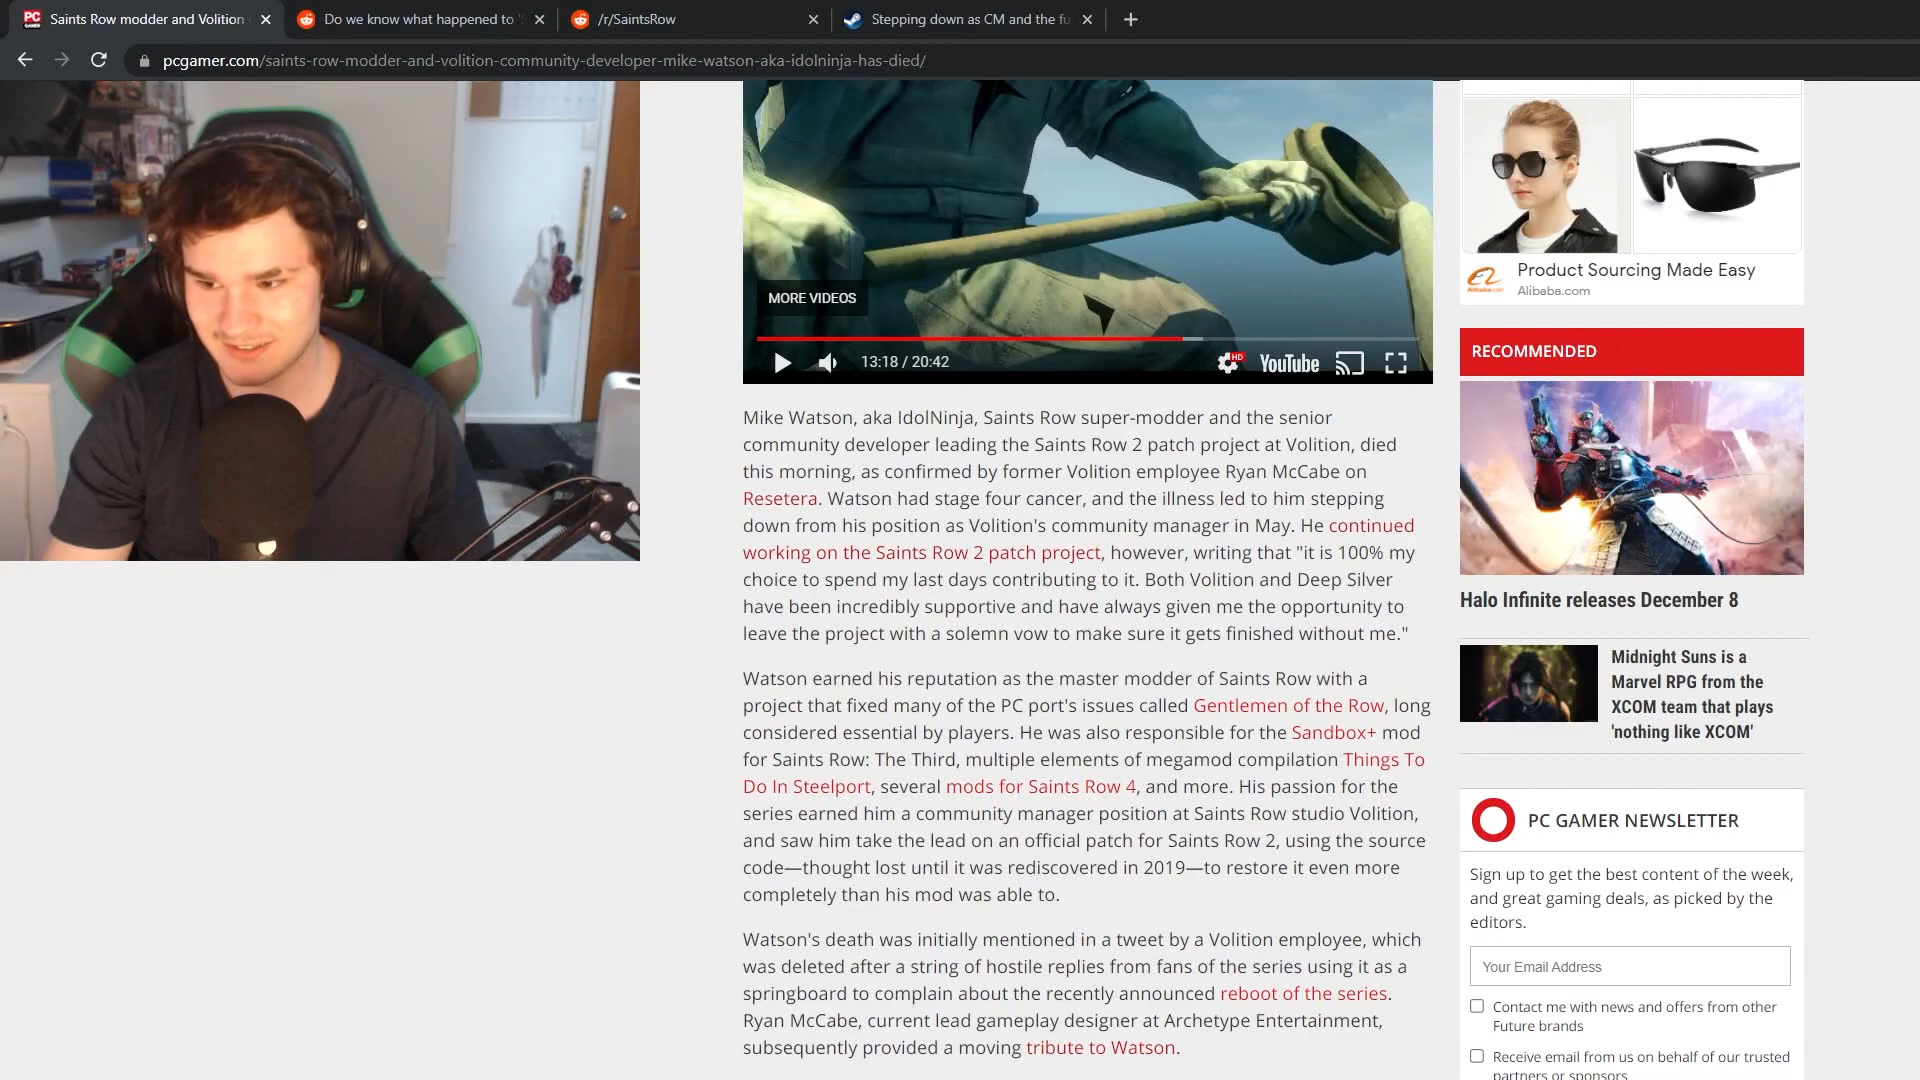 PC GAMER
Saints Row modder and Volition
Do we know what happened to 'S
/r/SaintsRow
Stepping down as CM and the fu
pcgamer.com/saints-row-modder-and-volition-community-developer-mike-watson-aka-idolninja-has-died/
MORE VIDEOS
13:18 / 20:42
HD
YouTube
Mike Watson, aka IdolNinja, Saints Row super-modder and the senior
community developer leading the Saints Row 2 patch project at Volition, died
this morning, as confirmed by former Volition employee Ryan McCabe on
Resetera. Watson had stage four cancer, and the illness led to him stepping
down from his position as Volition's community manager in May. He continued
working on the Saints Row 2 patch project, however, writing that "it is 100% my
choice to spend my last days contributing to it. Both Volition and Deep Silver
have been incredibly supportive and have always given me the opportunity to
leave the project with a solemn vow to make sure it gets finished without me."
Watson earned his reputation as the master modder of Saints Row with a
project that fixed many of the PC port's issues called Gentlemen of the Row, long
considered essential by players. He was also responsible for the Sandbox+ mod
for Saints Row: The Third, multiple elements of megamod compilation Things To
Do In Steelport, several mods for Saints Row 4, and more. His passion for the
series earned him a community manager position at Saints Row studio Volition,
and saw him take the lead on an official patch for Saints Row 2, using the source
code—thought lost until it was rediscovered in 2019—to restore it even more
completely than his mod was able to.
Watson's death was initially mentioned in a tweet by a Volition employee, which
was deleted after a string of hostile replies from fans of the series using it as a
springboard to complain about the recently announced reboot of the series.
Ryan McCabe, current lead gameplay designer at Archetype Entertainment,
subsequently provided a moving tribute to Watson.
Alibaba.com
Product Sourcing Made Easy
Alibaba.com
RECOMMENDED
Halo Infinite releases December 8
Midnight Suns is a
Marvel RPG from the
XCOM team that plays
'nothing like XCOM'
PC GAMER NEWSLETTER
Sign up to get the best content of the week,
and great gaming deals, as picked by the
editors.
Your Email Address
Contact me with news and offers from other
Future brands
Receive email from us on behalf of our trusted
partners or sponsors